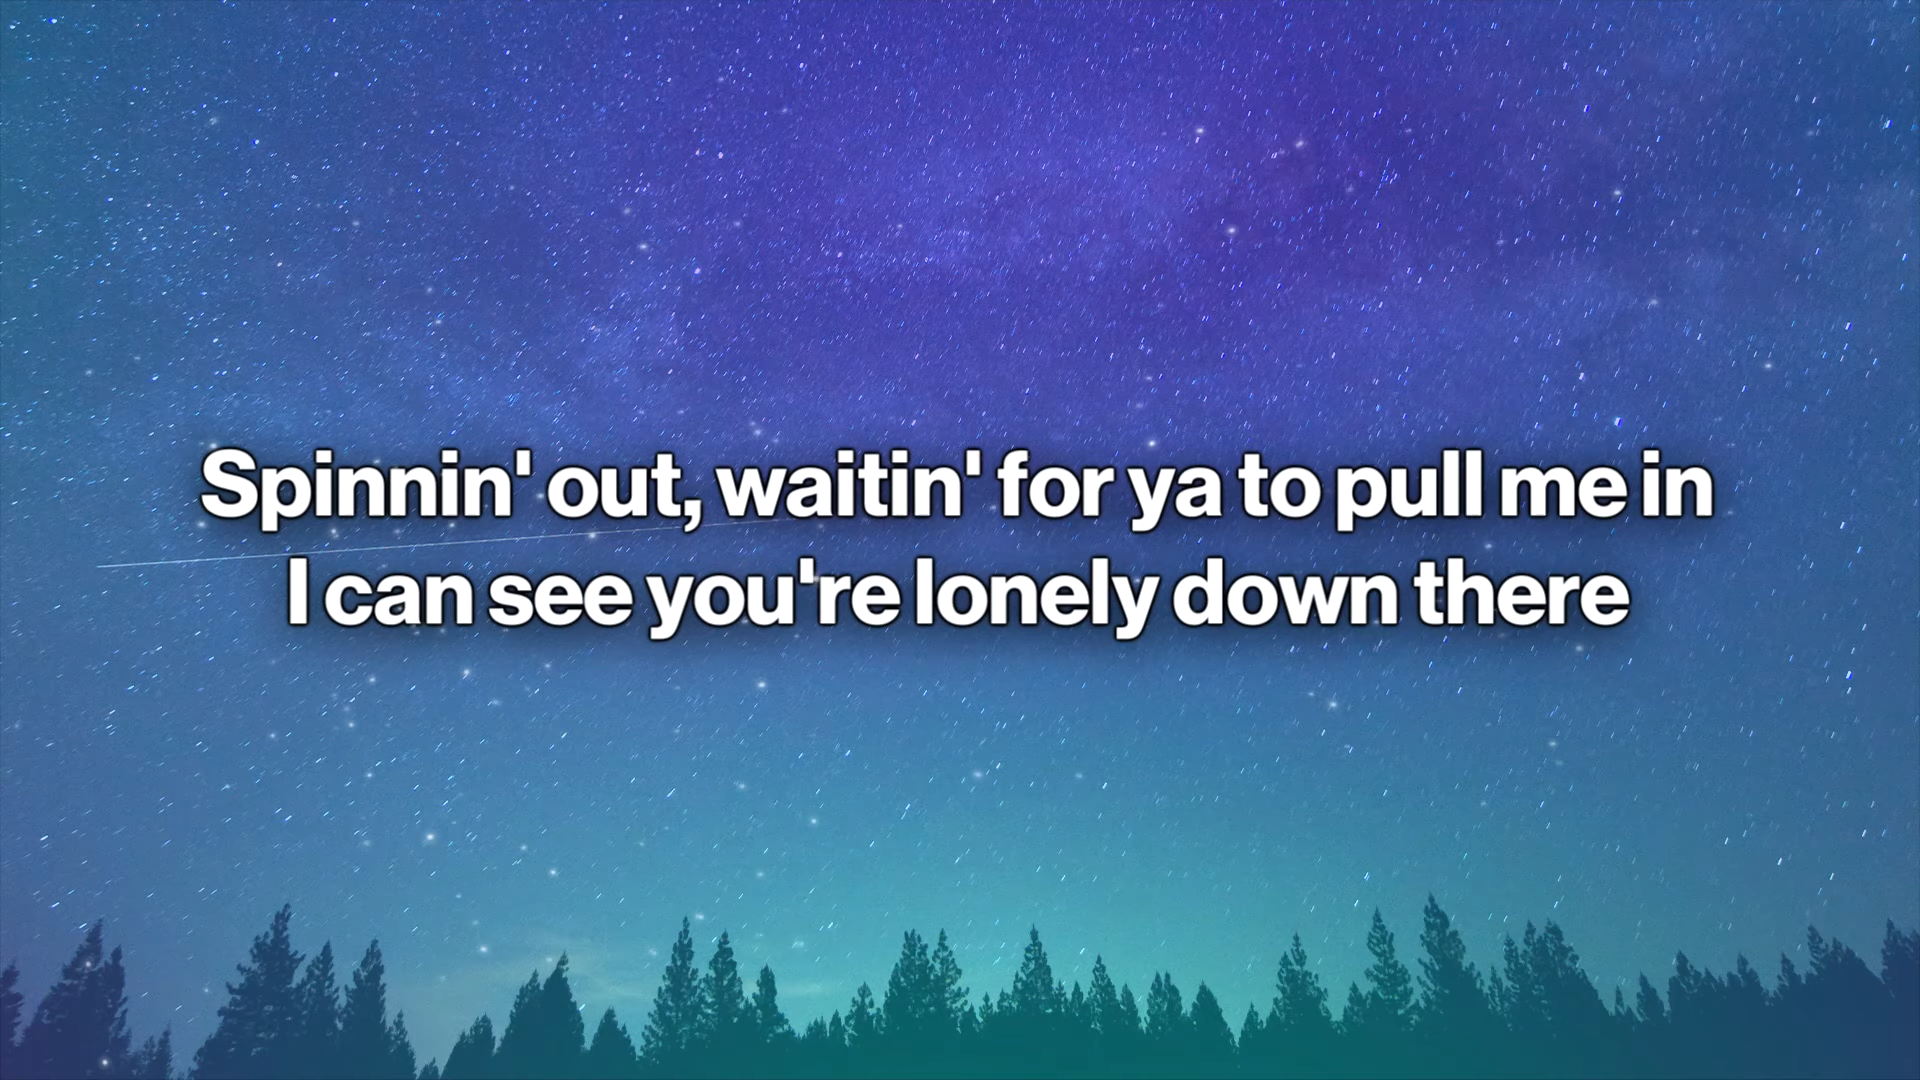 Spinnin' out, waitin' for ya to pull me in
I can see you're lonely down there